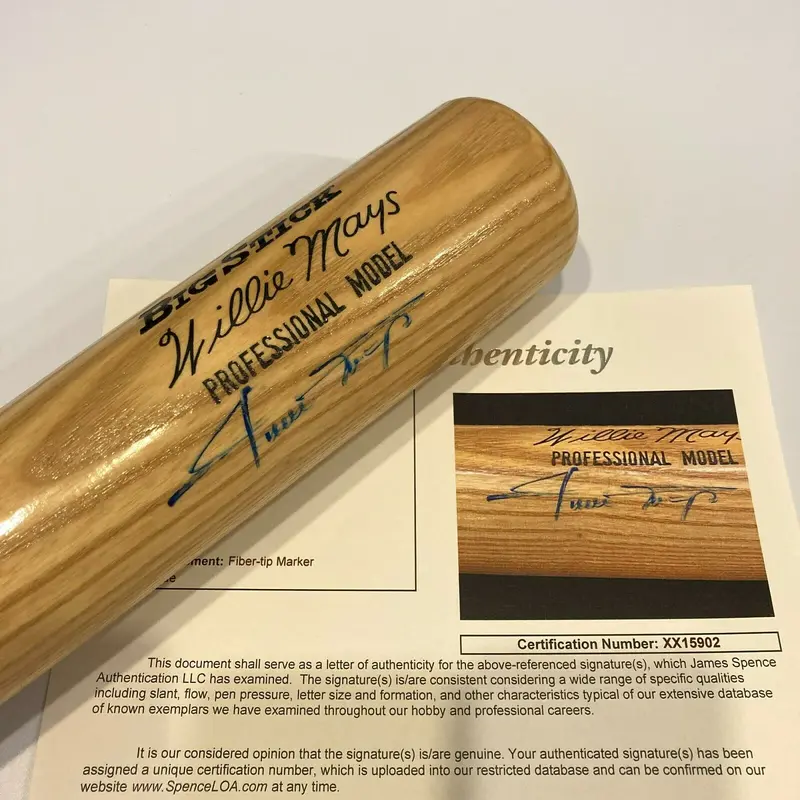 BIG STICK
Willie Mays
PROFESSIONAL MODEL
Authenticity
Willie Mays
PROFESSIONAL MODEL
Fiber-tip Marker
Certification Number: XX15902
This document shall serve as a letter of authenticity for the above-referenced signature(s), which James Spence
Authentication LLC has examined. The signature(s) is/are consistent considering a wide range of specific qualities
including slant, flow, pen pressure, letter size and formation, and other characteristics typical of our extensive database
of known exemplars we have examined throughout our hobby and professional careers.
It is our considered opinion that the signature(s) is/are genuine. Your authenticated signature(s) has been
assigned a unique certification number, which is uploaded into our restricted database and can be confirmed on our
website www.SpenceLOA.com at any time.